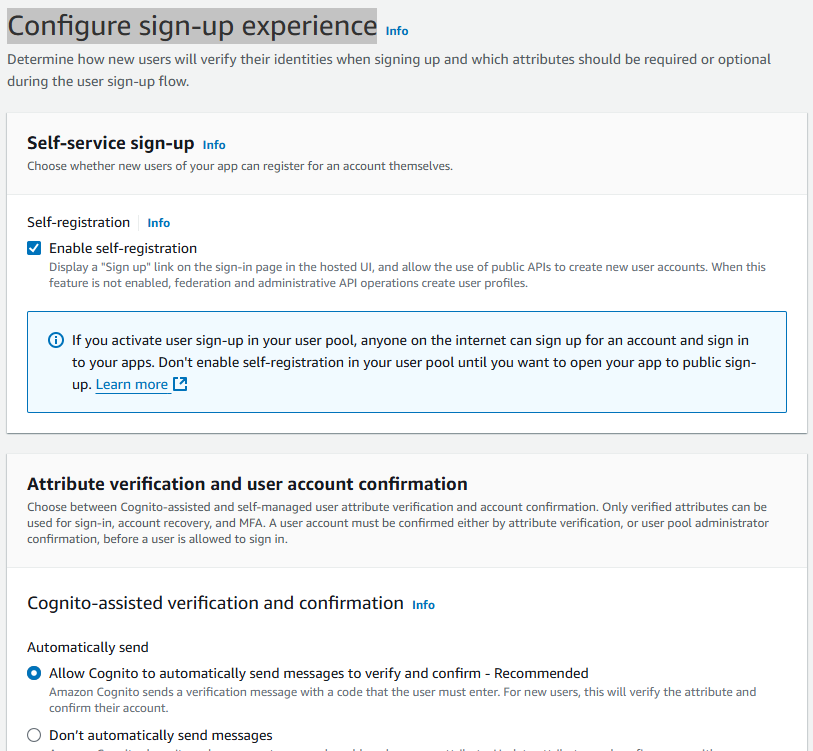 Configure sign-up experience Info
Determine how new users will verify their identities when signing up and which attributes should be required or optional
during the user sign-up flow.
Self-service sign-up Info
Choose whether new users of your app can register for an account themselves.
Self-registration Info
Enable self-registration
Display a "Sign up" link on the sign-in page in the hosted UI, and allow the use of public APIs to create new user accounts. When this
feature is not enabled, federation and administrative API operations create user profiles.
If you activate user sign-up in your user pool, anyone on the internet can sign up for an account and sign in
to your apps. Don't enable self-registration in your user pool until you want to open your app to public sign-
up. Learn more
Attribute verification and user account confirmation
Choose between Cognito-assisted and self-managed user attribute verification and account confirmation. Only verified attributes can be
used for sign-in, account recovery, and MFA. A user account must be confirmed either by attribute verification, or user pool administrator
confirmation, before a user is allowed to sign in.
Cognito-assisted verification and confirmation Info
Automatically send
Allow Cognito to automatically send messages to verify and confirm - Recommended
Amazon Cognito sends a verification message with a code that the user must enter. For new users, this will verify the attribute and
confirm their account.
Don't automatically send messages